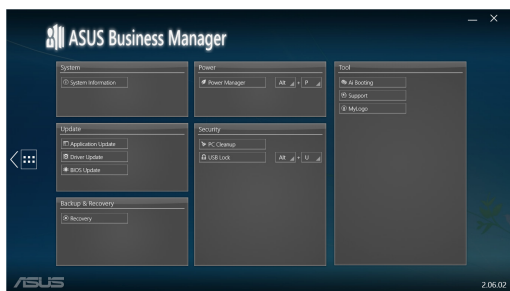 ASUS Business Manager
System
System Information
Power
Power Manager
Alt + P
Tool
Ai Booting
Support
MyLogo
Update
Application Update
Driver Update
BIOS Update
Security
PC Cleanup
USB Lock
Alt + U
Backup & Recovery
Recovery
ASUS
2.06.02